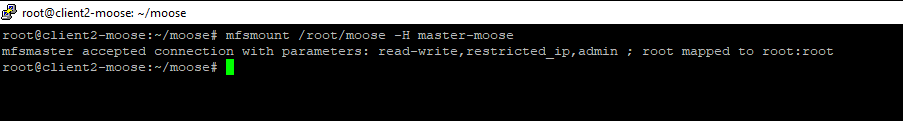 root@client2-moose: ~/moose
root@client2-moose:~/moose# mfsmount /root/moose -H master-moose
mfsmaster accepted connection with parameters: read-write,restricted_ip,admin ; root mapped to root:root
root@client2-moose:~/moose#